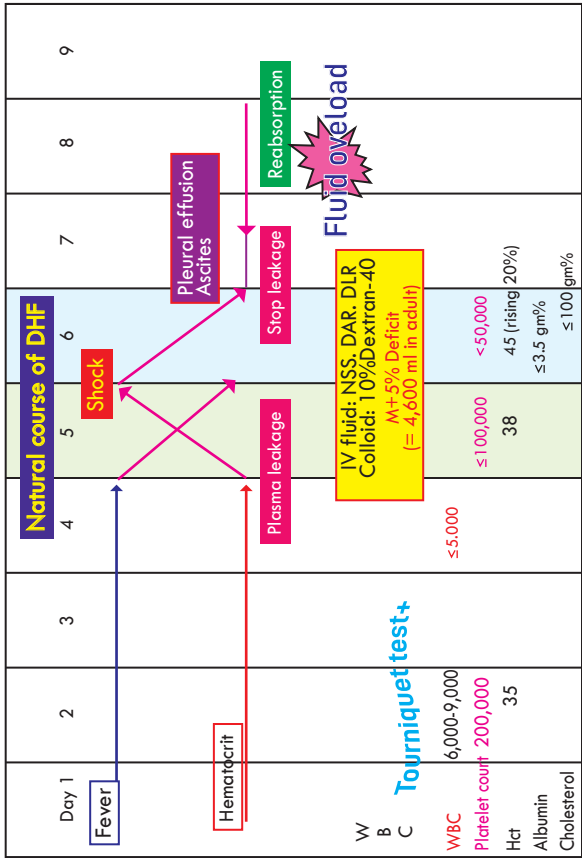 Natural course of DHF
Day 1 2 3 4 5 6 7 8 9
Fever
Shock
Pleural effusion
Ascites
Hematocrit
Plasma leakage
Stop leakage
Reabsorption
Fluid oveload
IV fluid: NSS. DAR. DLR
Colloid: 10%Dextran-40
M+5% Deficit
(= 4,600 ml in adult)
W
B
C
Tourniquet test+
WBC 6,000-9,000 ≤5.000
Platelet count 200,000 ≤100,000 <50,000
Hct 35 38 45 (rising 20%)
Albumin ≤3.5 gm%
Cholesterol ≤100 gm%